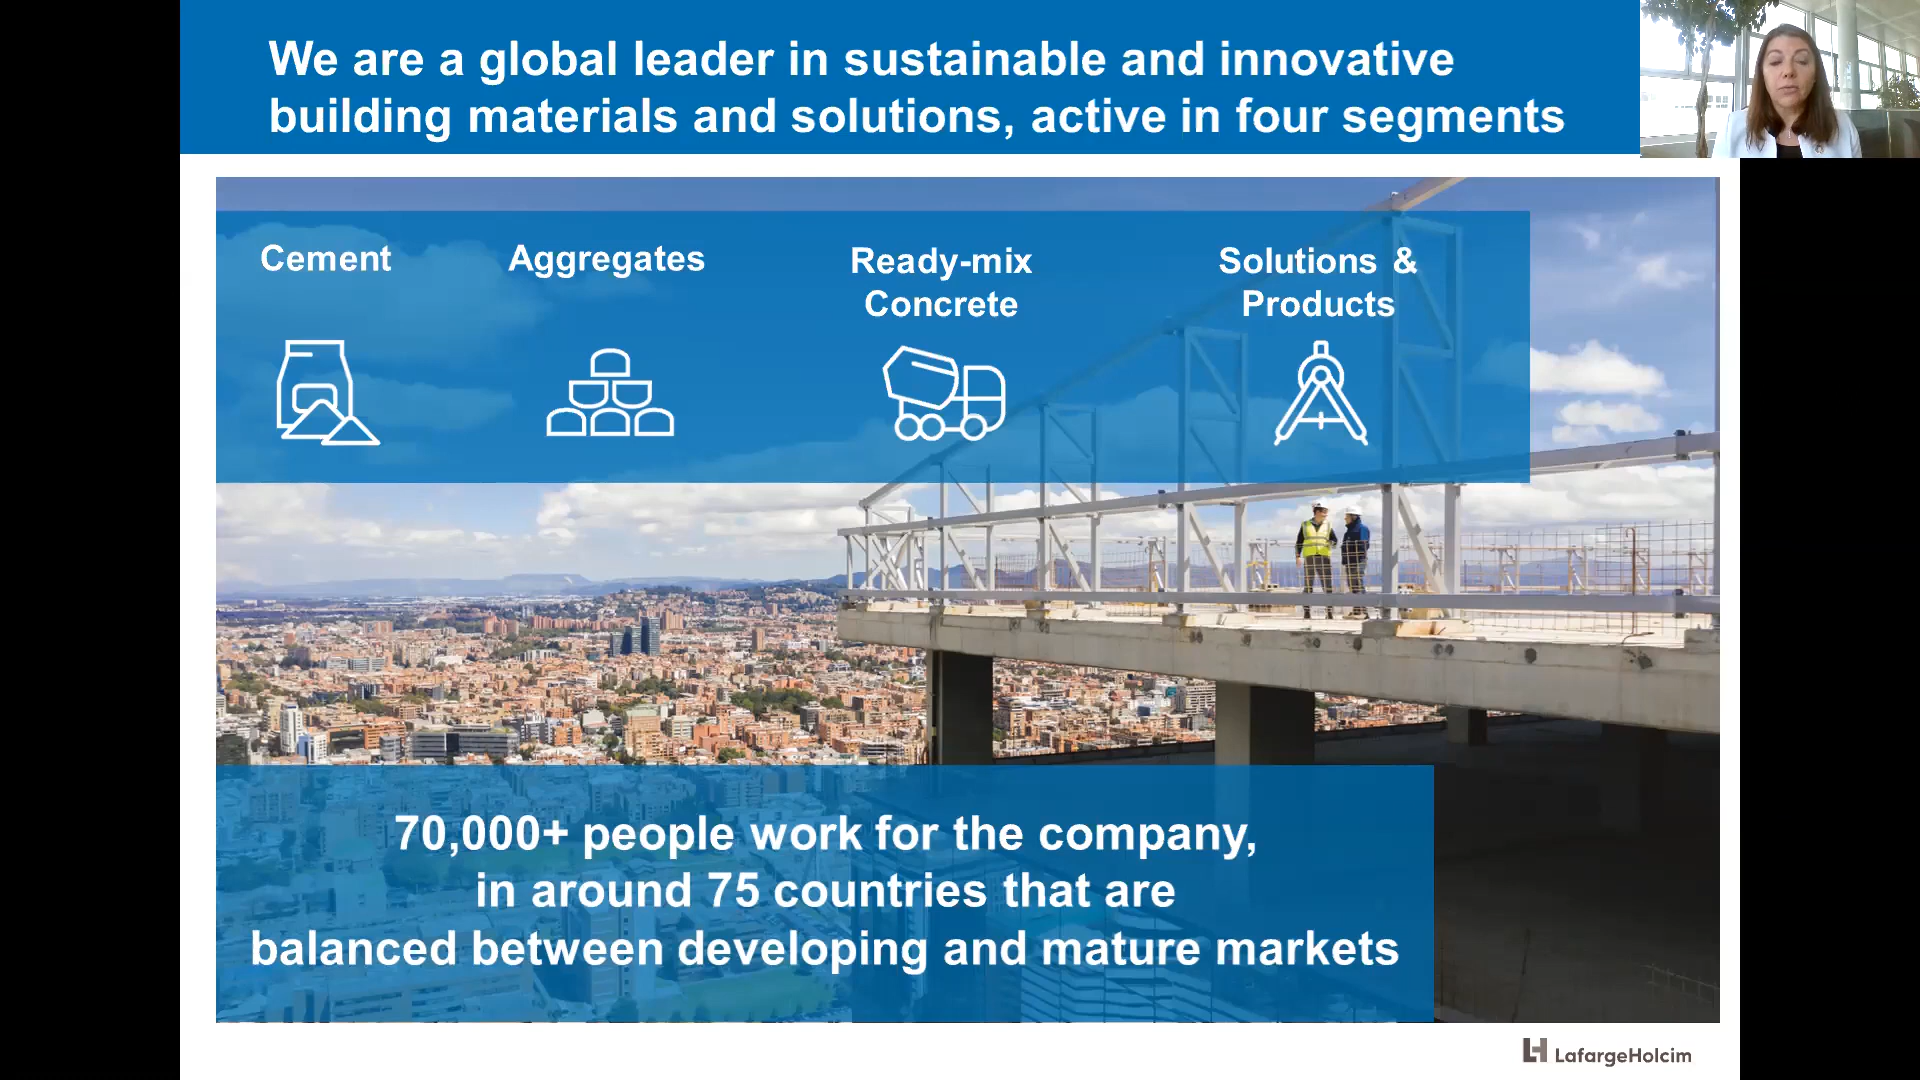 We are a global leader in sustainable and innovative
building materials and solutions, active in four segments
Cement
Aggregates
Ready-mix
Concrete
Solutions &
Products
70,000+ people work for the company,
in around 75 countries that are
balanced between developing and mature markets
LafargeHolcim